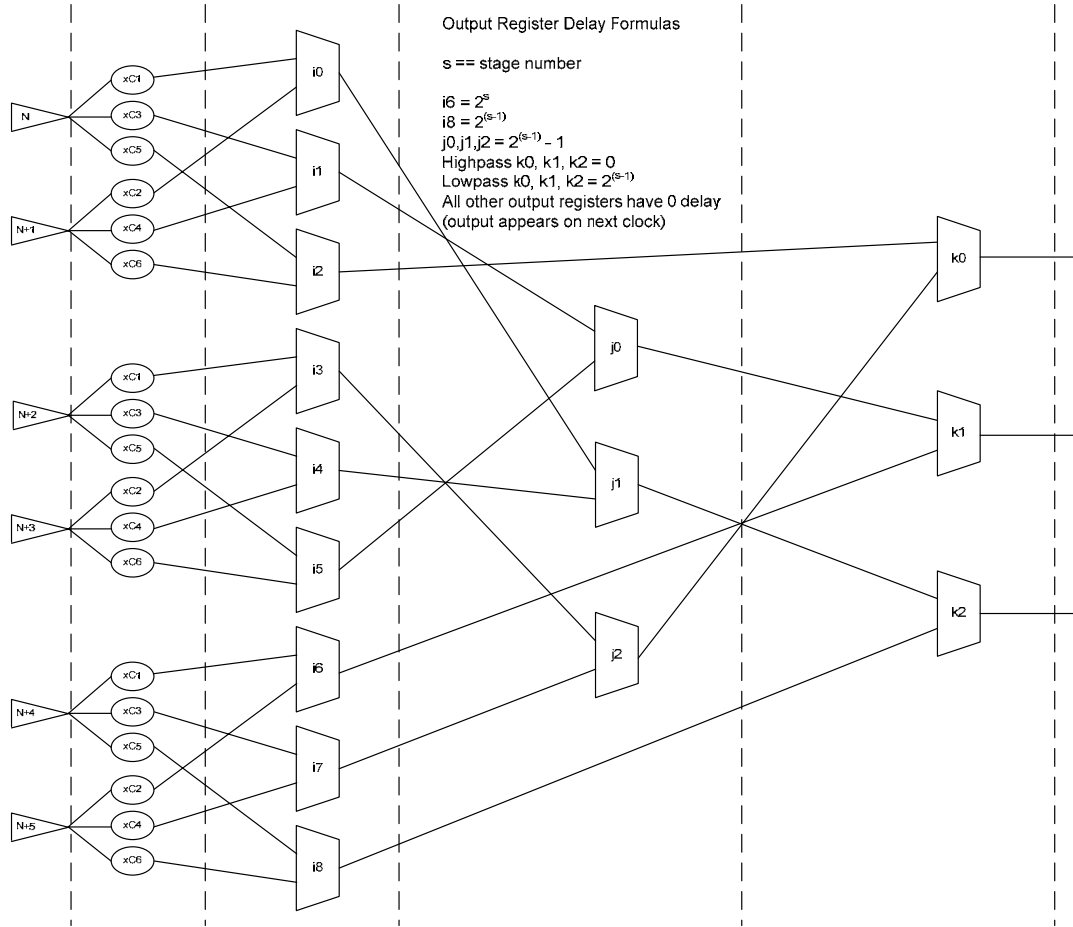 Output Register Delay Formulas
s == stage number
i6 = 2^s
i8 = 2^(s-1)
j0,j1,j2 = 2^(s-1) - 1
Highpass k0, k1, k2 = 0
Lowpass k0, k1, k2 = 2^(s-1)
All other output registers have 0 delay
(output appears on next clock)
N
xC1
xC3
xC5
N+1
xC2
xC4
xC6
N+2
xC1
xC3
xC5
N+3
xC2
xC4
xC6
N+4
xC1
xC3
xC5
N+5
xC2
xC4
xC6
i0
i1
i2
i3
i4
i5
i6
i7
i8
j0
j1
j2
k0
k1
k2